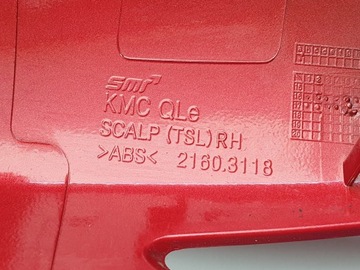 smr
KMC QLe
SCALP (TSL) RH
>ABS< 2160.3118